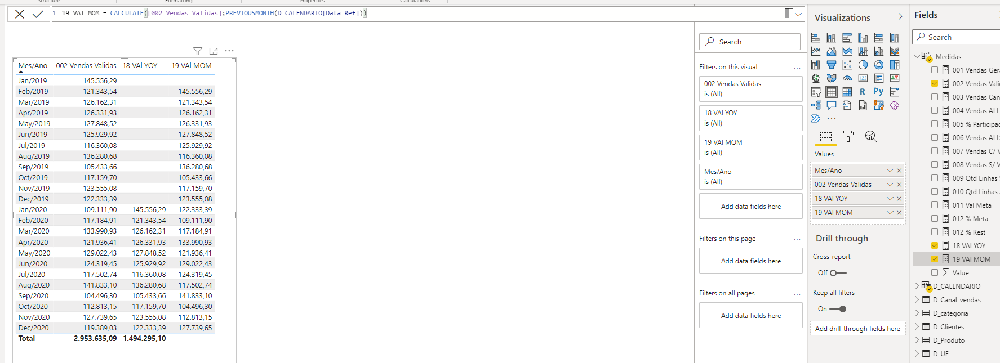 Structure Formatting Properties Calculations
1 19 VAl MOM = CALCULATE([002 Vendas Validas];PREVIOUSMONTH(D_CALENDARIO[Data_Ref]))
Mes/Ano 002 Vendas Validas 18 VAl YOY 19 VAl MOM
Jan/2019 145.556,29
Feb/2019 121.343,54 145.556,29
Mar/2019 126.162,31 121.343,54
Apr/2019 126.331,93 126.162,31
May/2019 127.848,52 126.331,93
Jun/2019 125.929,92 127.848,52
Jul/2019 116.360,08 125.929,92
Aug/2019 136.280,68 116.360,08
Sep/2019 105.433,66 136.280,68
Oct/2019 117.159,70 105.433,66
Nov/2019 123.555,08 117.159,70
Dec/2019 122.333,39 123.555,08
Jan/2020 109.111,90 145.556,29 122.333,39
Feb/2020 117.184,91 121.343,54 109.111,90
Mar/2020 133.990,93 126.162,31 117.184,91
Apr/2020 121.936,41 126.331,93 133.990,93
May/2020 129.022,43 127.848,52 121.936,41
Jun/2020 124.319,45 125.929,92 129.022,43
Jul/2020 117.502,74 116.360,08 124.319,45
Aug/2020 141.833,10 136.280,68 117.502,74
Sep/2020 104.496,30 105.433,66 141.833,10
Oct/2020 112.813,15 117.159,70 104.496,30
Nov/2020 127.739,65 123.555,08 112.813,15
Dec/2020 119.389,03 122.333,39 127.739,65
Total 2.953.635,09 1.494.295,10
Search
Filters on this visual
002 Vendas Validas
is (All)
18 VAl YOY
is (All)
19 VAl MOM
is (All)
Mes/Ano
is (All)
Add data fields here
Filters on this page
Add data fields here
Filters on all pages
Add data fields here
Visualizations
123
R Py
Values
Mes/Ano
002 Vendas Validas
18 VAl YOY
19 VAl MOM
Drill through
Cross-report
Off
Keep all filters
On
Add drill-through fields here
Fields
Search
_Medidas
001 Vendas Ger
002 Vendas Vali
003 Vendas Can
004 Vendas ALL
005 % Participac
006 Vendas ALL
007 Vendas C/ V
008 Vendas S/ V
009 Qtd Linhas
010 Qtd Linhas
011 Val Meta
012 % Meta
012 % Rest
18 VAl YOY
19 VAl MOM
Value
D_CALENDARIO
D_Canal_vendas
D_categoria
D_Clientes
D_Produto
D_UF